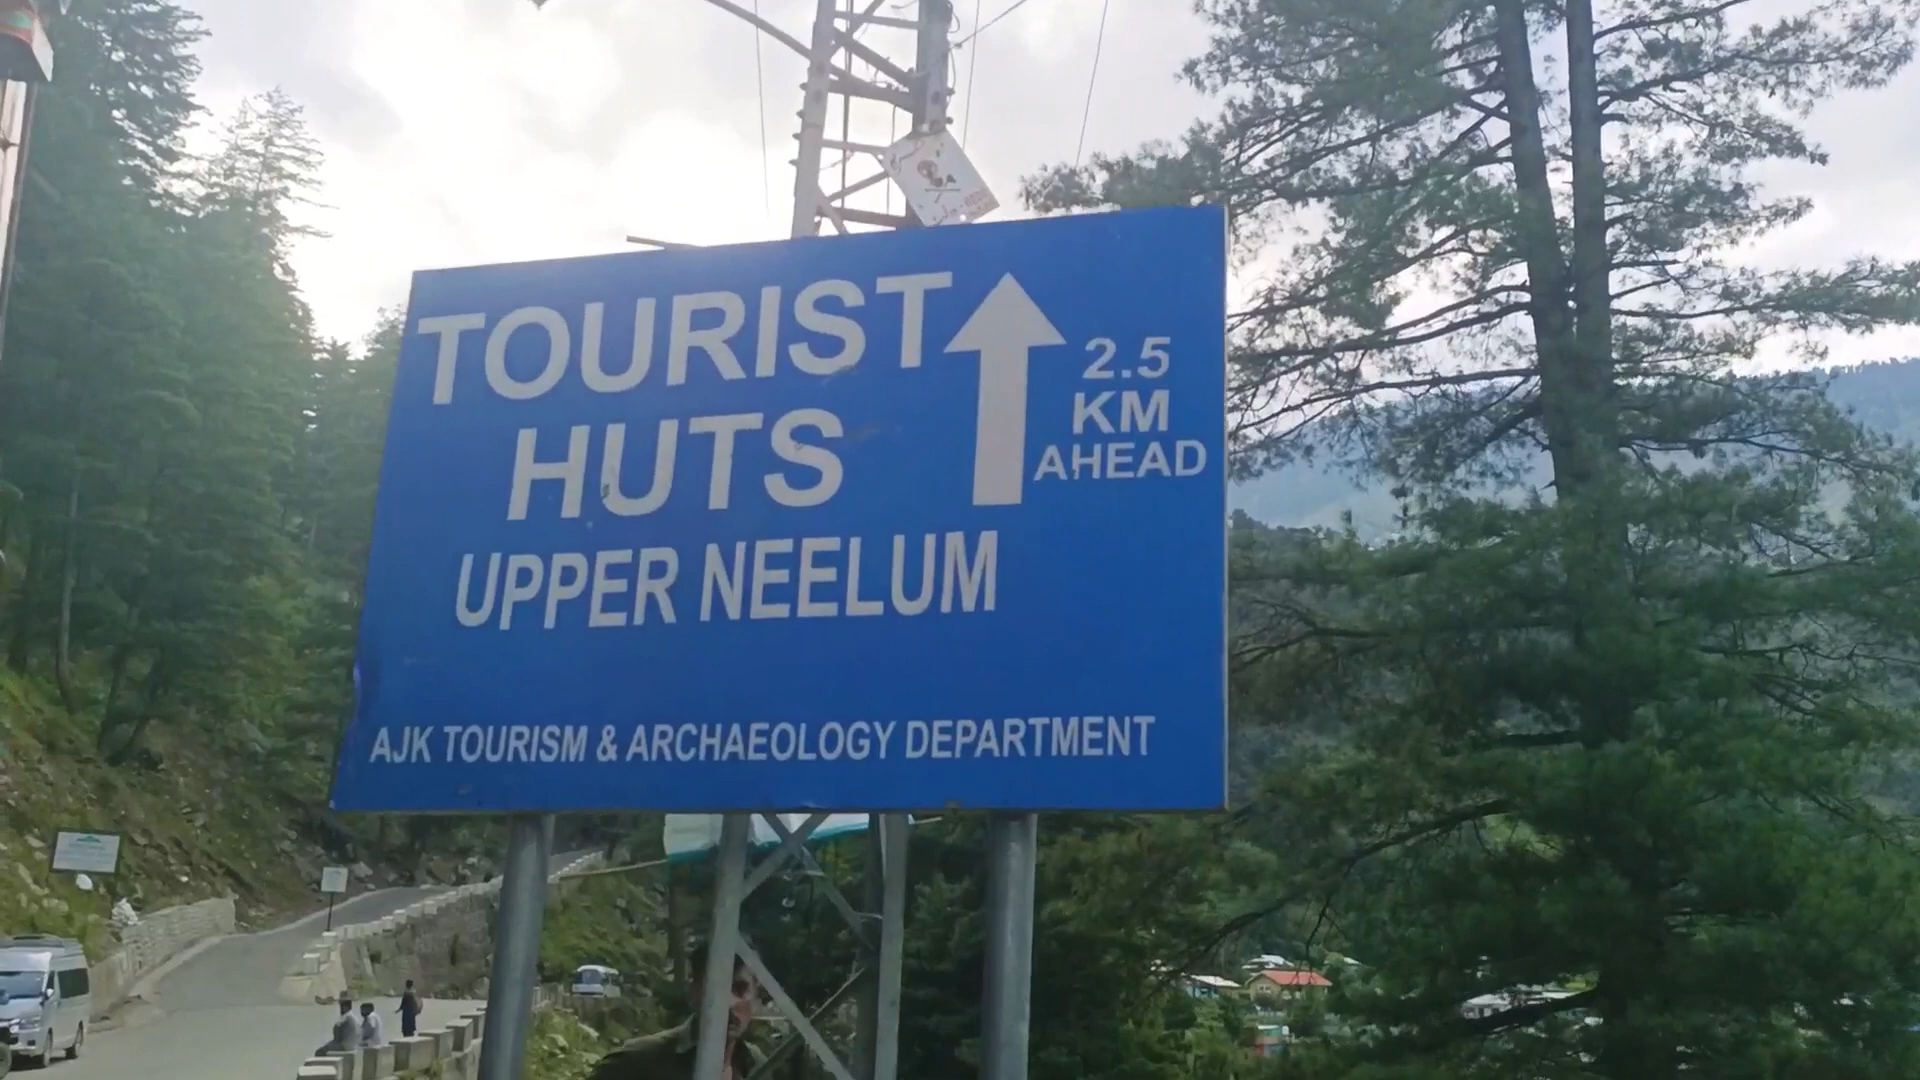 TOURIST
HUTS
UPPER NEELUM
2.5
KM
AHEAD
AJK TOURISM & ARCHAEOLOGY DEPARTMENT